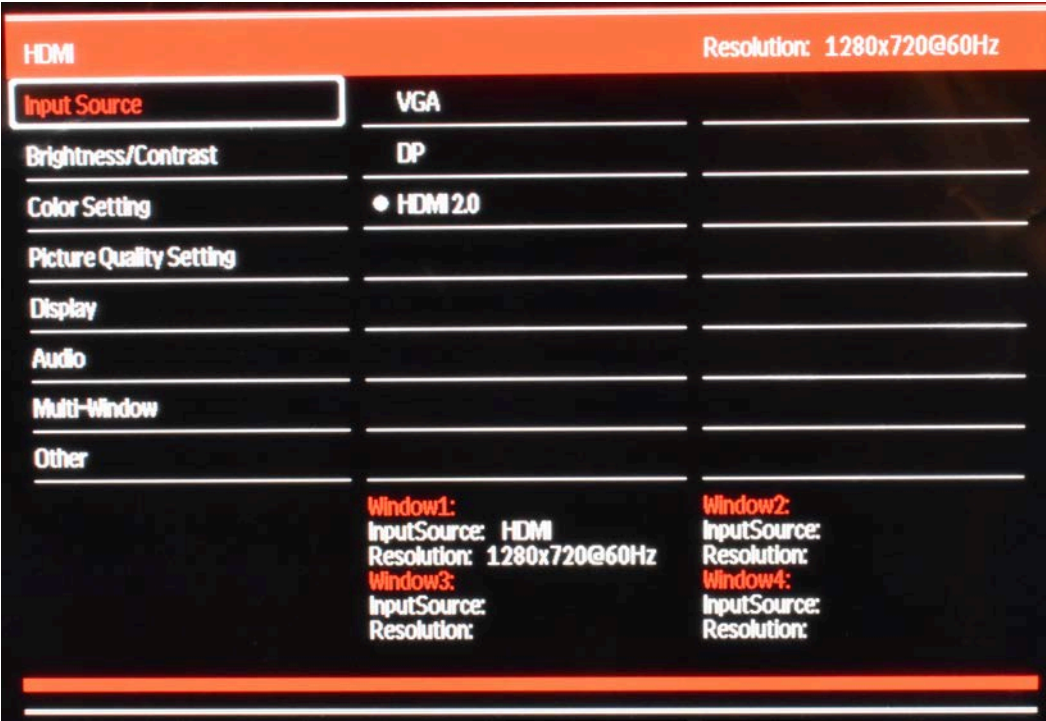 HDMI
Resolution: 1280x720@60Hz
Input Source
VGA
Brightness/Contrast
DP
Color Setting
HDMI 2.0
Picture Quality Setting
Display
Audio
Multi-Window
Other
Window1:
InputSource: HDMI
Resolution: 1280x720@60Hz
Window2:
InputSource:
Resolution:
Window3:
InputSource:
Resolution:
Window4:
InputSource:
Resolution: